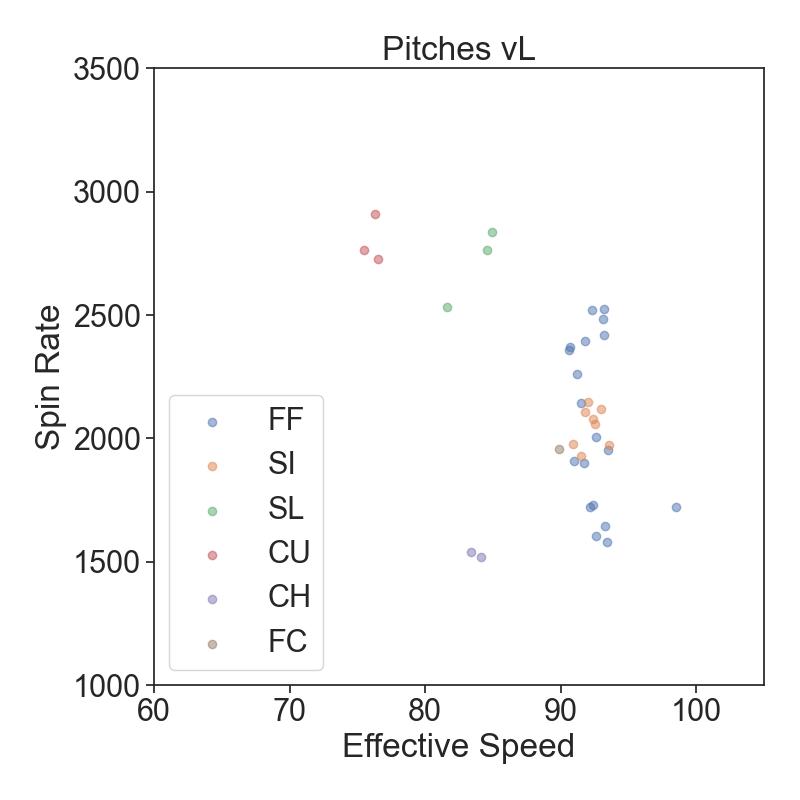 Pitches vL
3500
3000
2500
2000
1500
1000
Spin Rate
FF
SI
SL
CU
CH
FC
60 70 80 90 100
Effective Speed